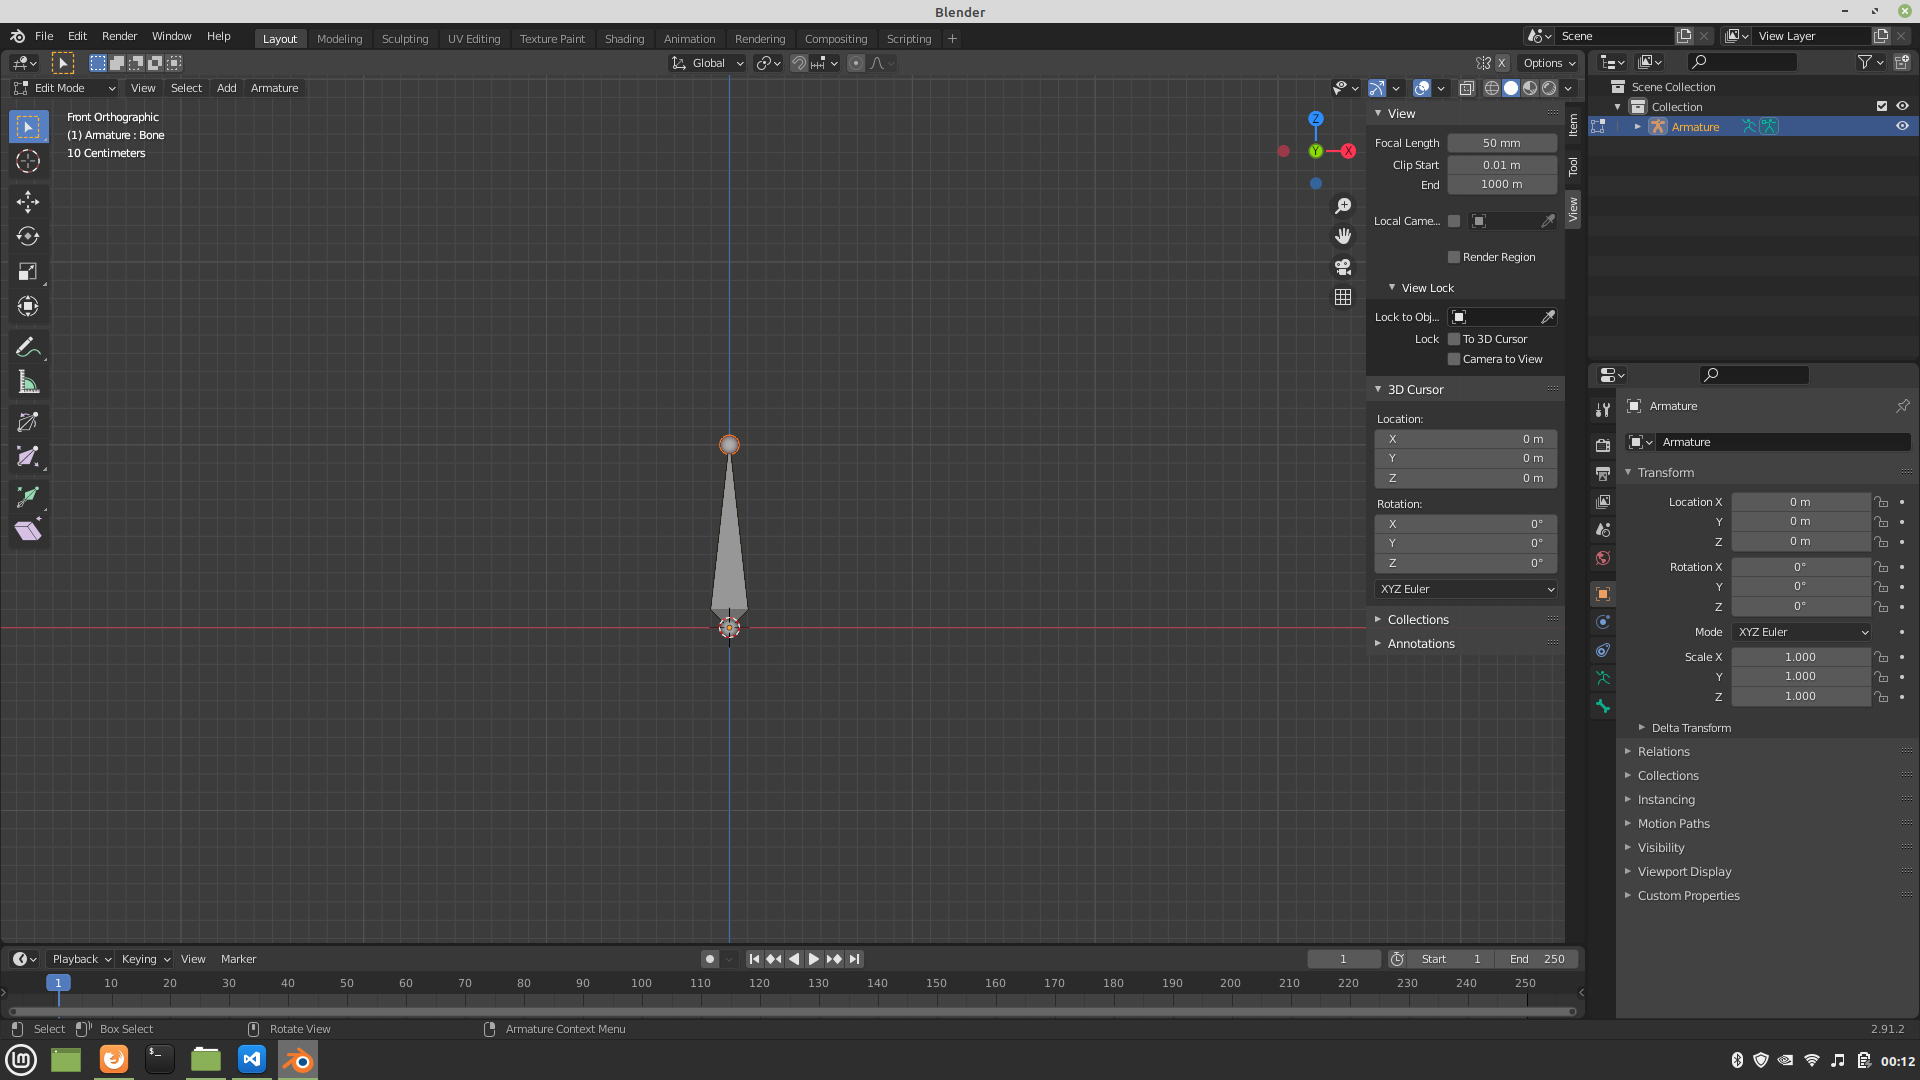 Blender
File Edit Render Window Help Layout Modeling Sculpting UV Editing Texture Paint Shading Animation Rendering Compositing Scripting +
Scene
View Layer
Global
X
Options
Edit Mode View Select Add Armature
Front Orthographic
(1) Armature : Bone
10 Centimeters
Z
Y
X
View
Focal Length 50 mm
Clip Start 0.01 m
End 1000 m
Local Came...
Render Region
View Lock
Lock to Obj...
Lock To 3D Cursor
Camera to View
3D Cursor
Location:
X 0 m
Y 0 m
Z 0 m
Rotation:
X 0°
Y 0°
Z 0°
XYZ Euler
Collections
Annotations
Item
Tool
View
Scene Collection
Collection
Armature
Armature
Armature
Transform
Location X 0 m
Y 0 m
Z 0 m
Rotation X 0°
Y 0°
Z 0°
Mode XYZ Euler
Scale X 1.000
Y 1.000
Z 1.000
Delta Transform
Relations
Collections
Instancing
Motion Paths
Visibility
Viewport Display
Custom Properties
Playback Keying View Marker
1
Start 1
End 250
1 10 20 30 40 50 60 70 80 90 100 110 120 130 140 150 160 170 180 190 200 210 220 230 240 250
Select Box Select Rotate View Armature Context Menu
2.91.2
lm
$_
00:12